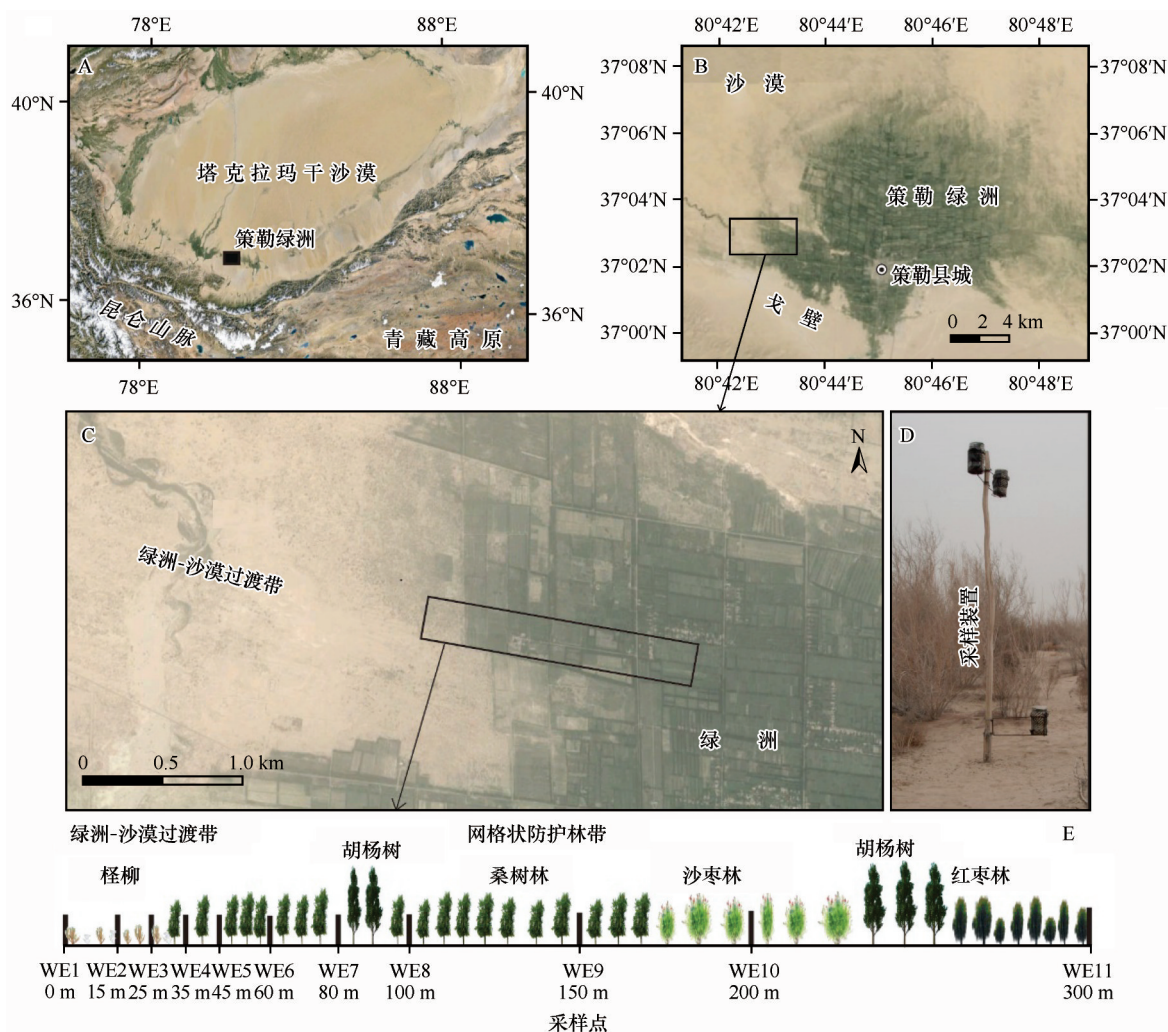 78°E
88°E
A
40°N
40°N
塔克拉玛干沙漠
策勒绿洲
36°N
36°N
昆仑山脉
青藏高原
78°E
88°E
80°42′E
80°44′E
80°46′E
80°48′E
B
37°08′N
37°08′N
沙漠
37°06′N
37°06′N
37°04′N
37°04′N
策勒绿洲
37°02′N
37°02′N
策勒县城
戈壁
37°00′N
37°00′N
0 2 4 km
80°42′E
80°44′E
80°46′E
80°48′E
C
N
绿洲-沙漠过渡带
绿洲
0 0.5 1.0 km
D
采样装置
绿洲-沙漠过渡带
网格状防护林带
E
柽柳
胡杨树
桑树林
沙枣林
胡杨树
红枣林
WE1 WE2 WE3 WE4 WE5 WE6 WE7 WE8 WE9 WE10 WE11
0 m 15 m 25 m 35 m 45 m 60 m 80 m 100 m 150 m 200 m 300 m
采样点